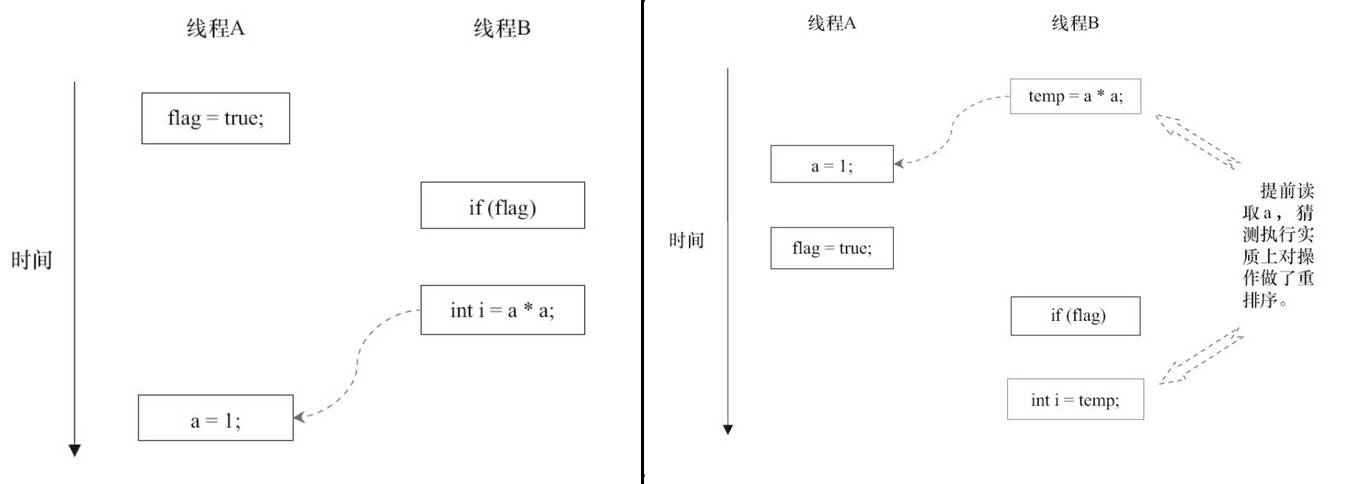 线程A
线程B
flag = true;
if (flag)
时间
int i = a * a;
a = 1;
线程A
线程B
temp = a * a;
a = 1;
提前读
取a，猜
测执行实
质上对操
作做了重
排序。
时间
flag = true;
if (flag)
int i = temp;